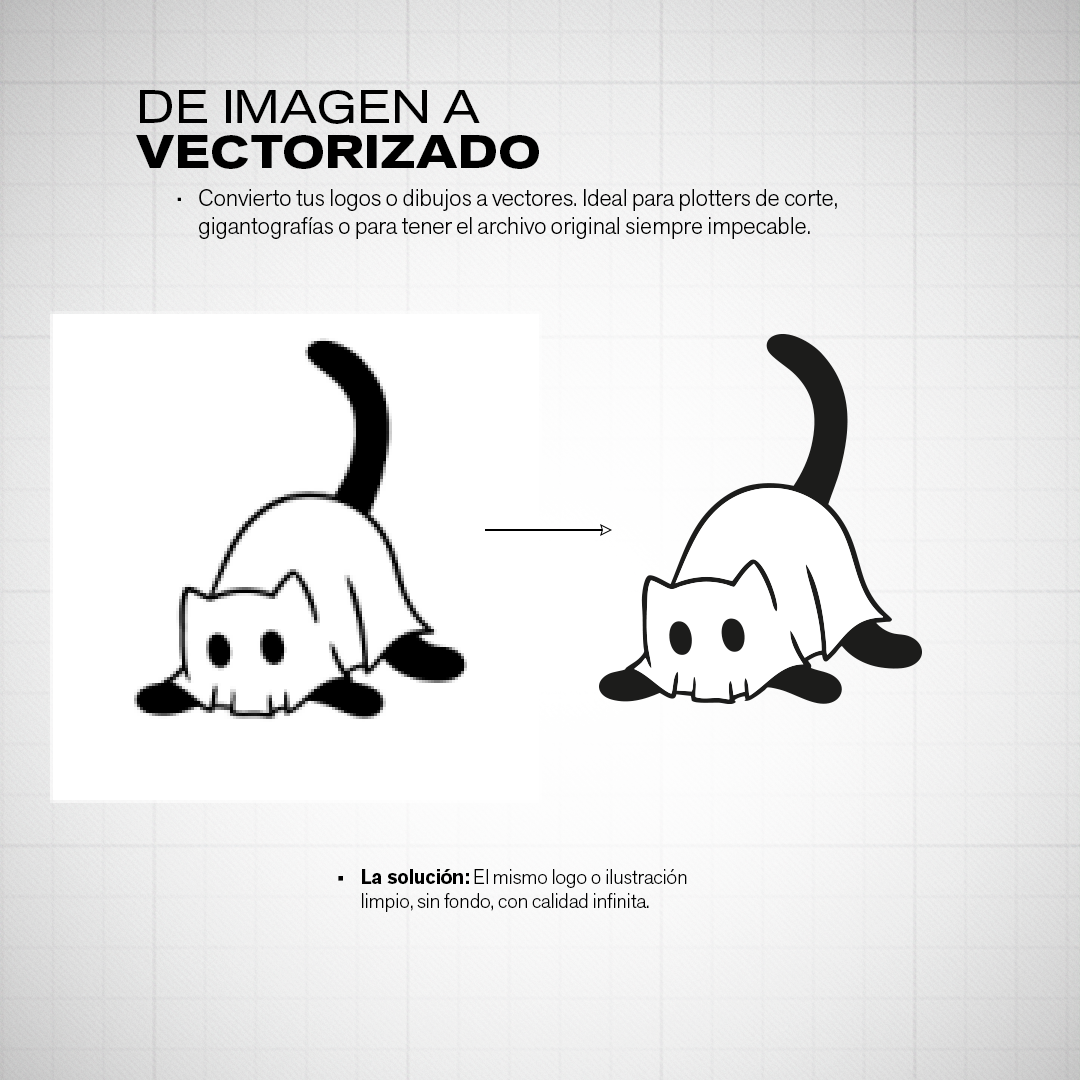 DE IMAGEN A
VECTORIZADO
· Convierto tus logos o dibujos a vectores. Ideal para plotters de corte,
gigantografías o para tener el archivo original siempre impecable.
▪ La solución: El mismo logo o ilustración
limpio, sin fondo, con calidad infinita.